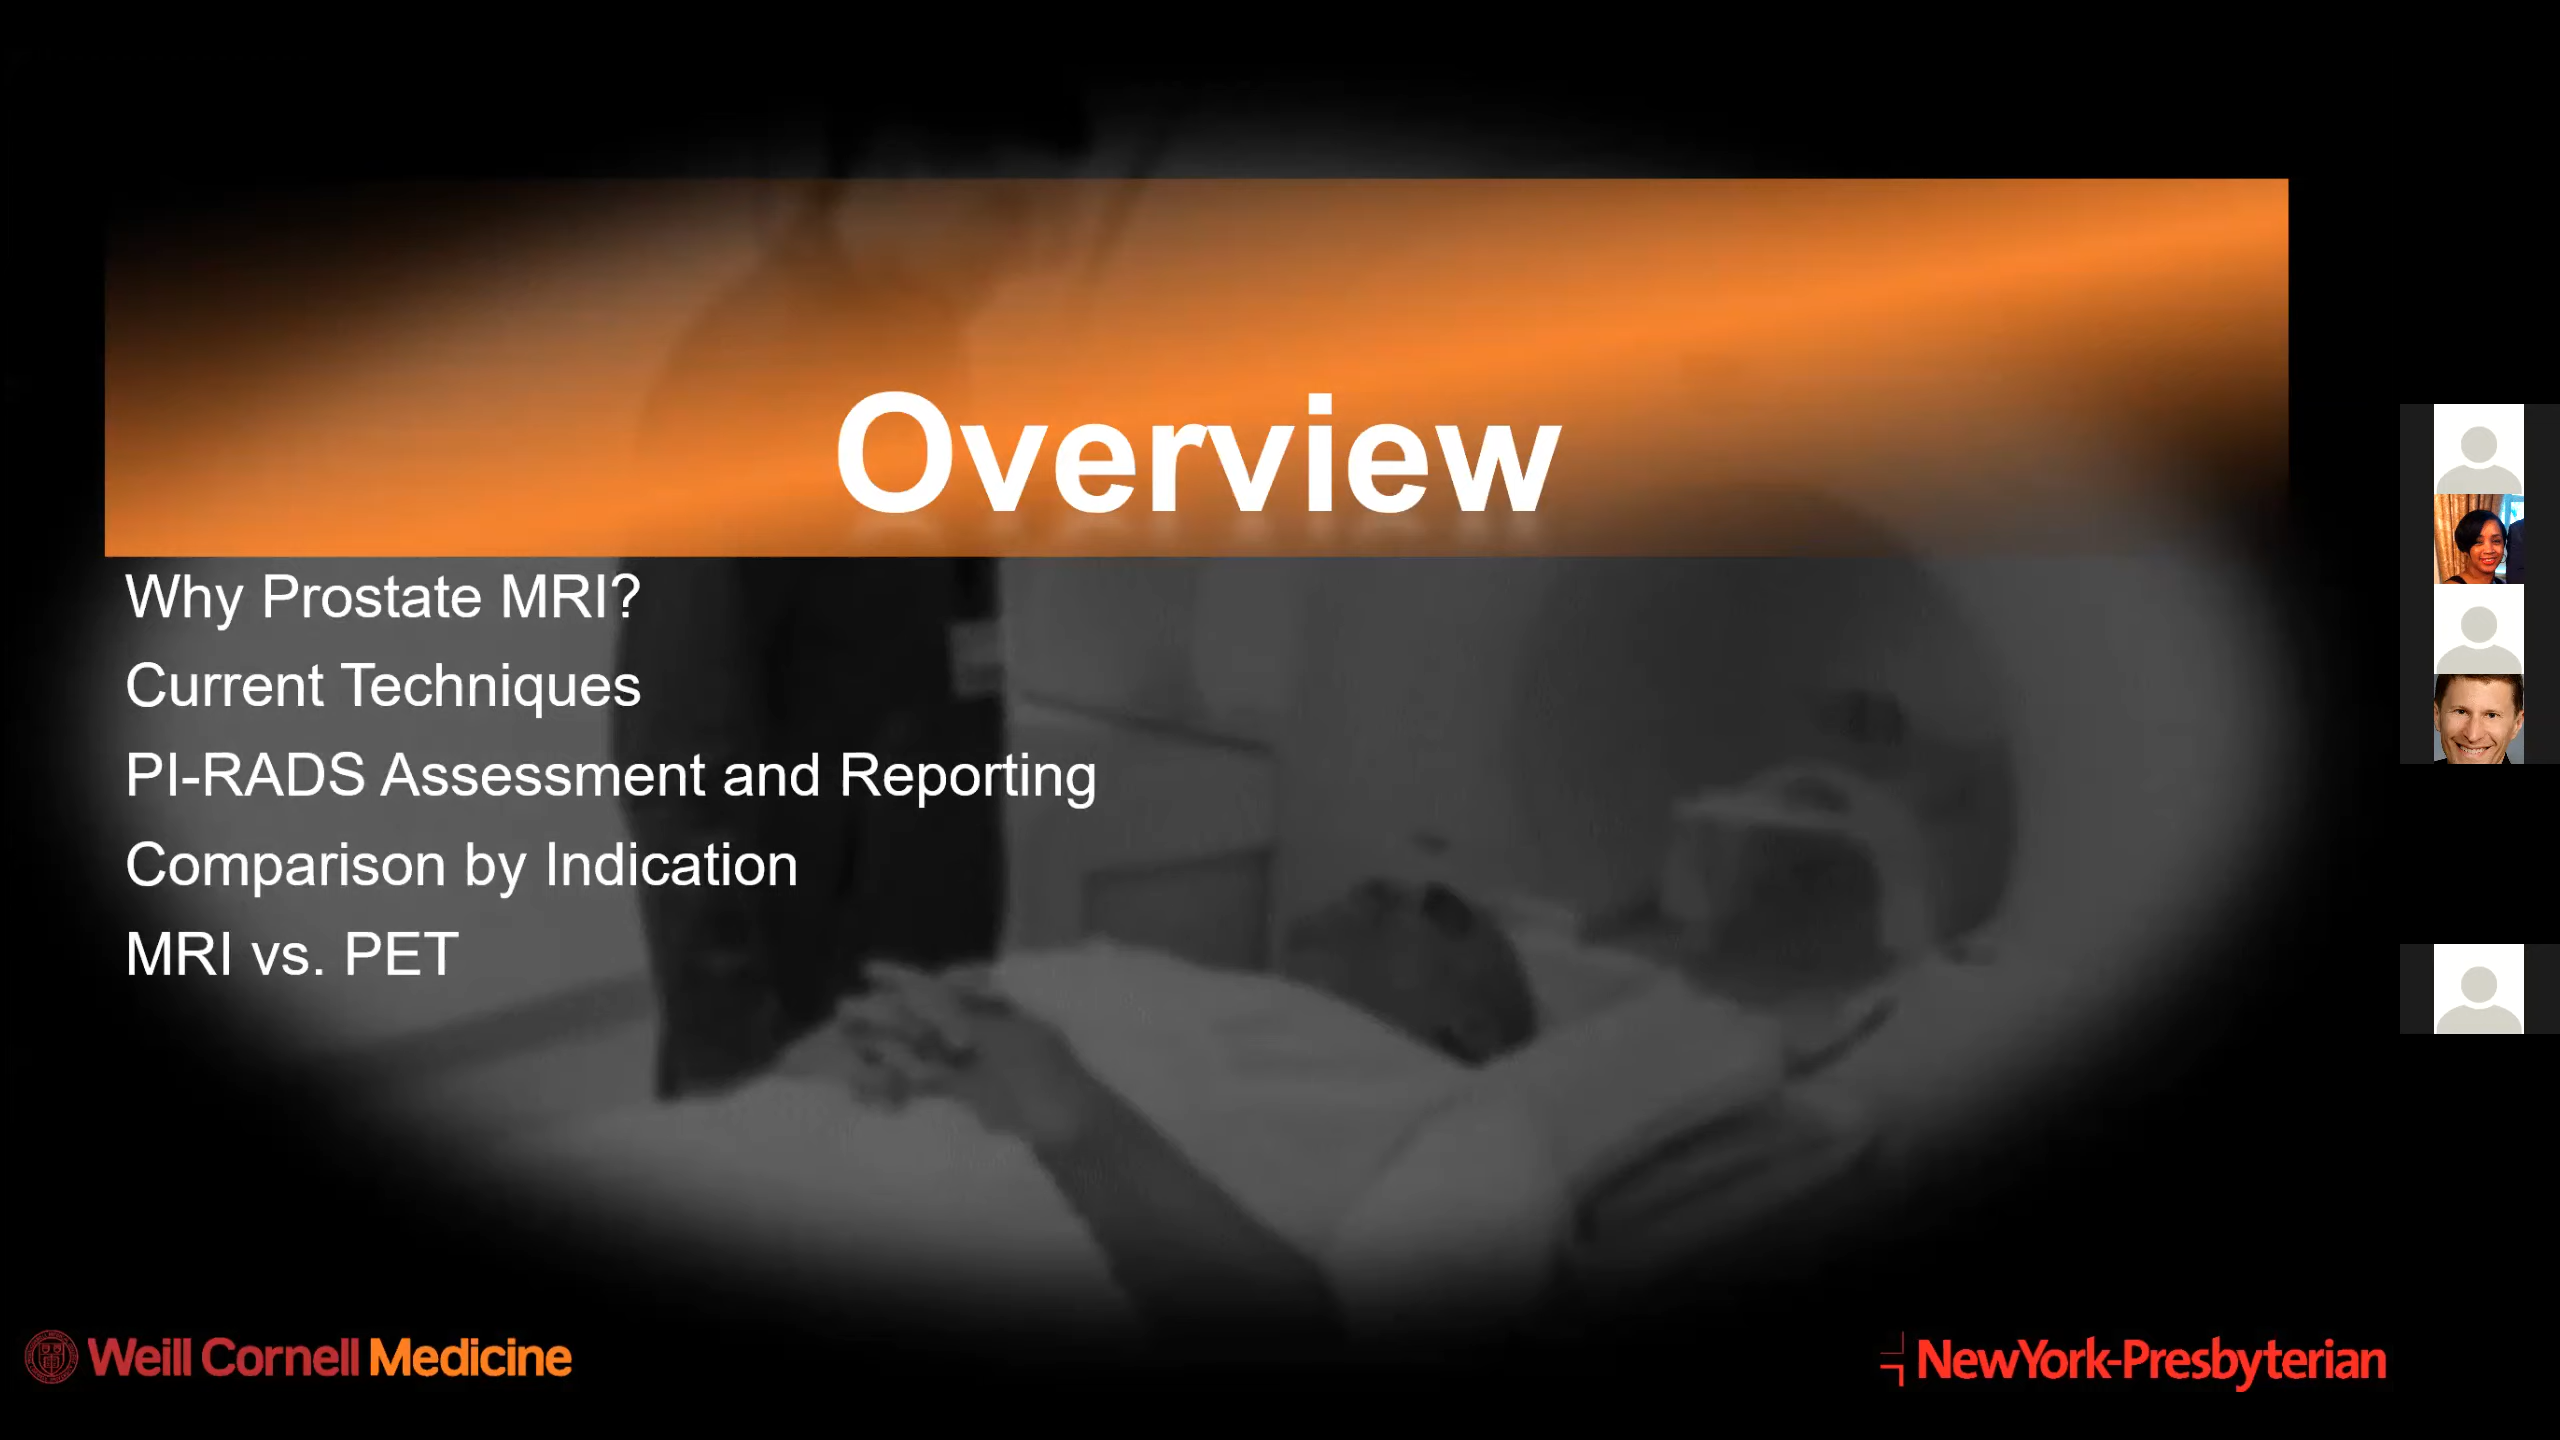 Overview
Why Prostate MRI?
Current Techniques
PI-RADS Assessment and Reporting
Comparison by Indication
MRI vs. PET
Weill Cornell Medicine
NewYork-Presbyterian